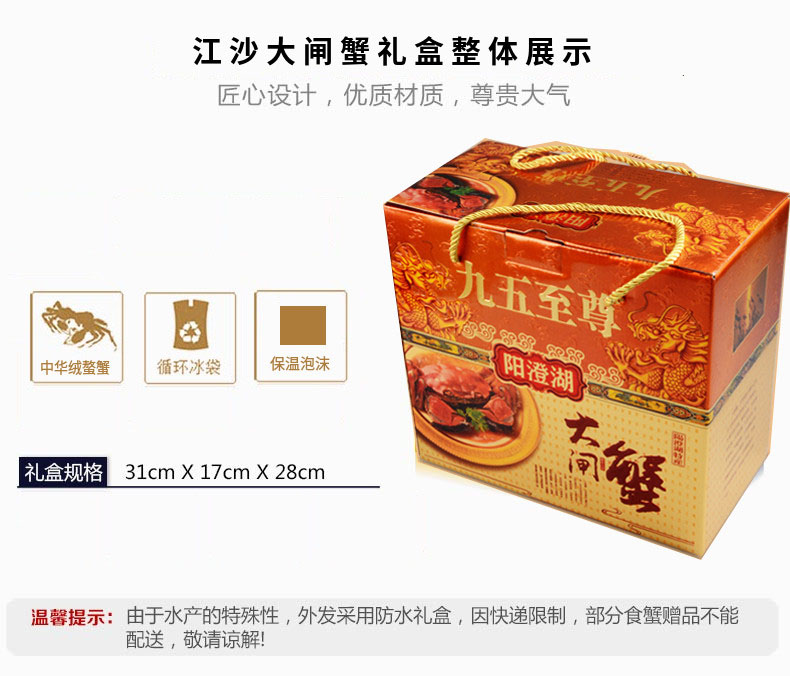 江沙大闸蟹礼盒整体展示
匠心设计，优质材质，尊贵大气
九五至尊
九五至尊
阳澄湖
大闸蟹
中华绒螯蟹
循环冰袋
保温泡沫
礼盒规格 31cm X 17cm X 28cm
温馨提示: 由于水产的特殊性，外发采用防水礼盒，因快递限制，部分食蟹赠品不能
配送，敬请谅解!